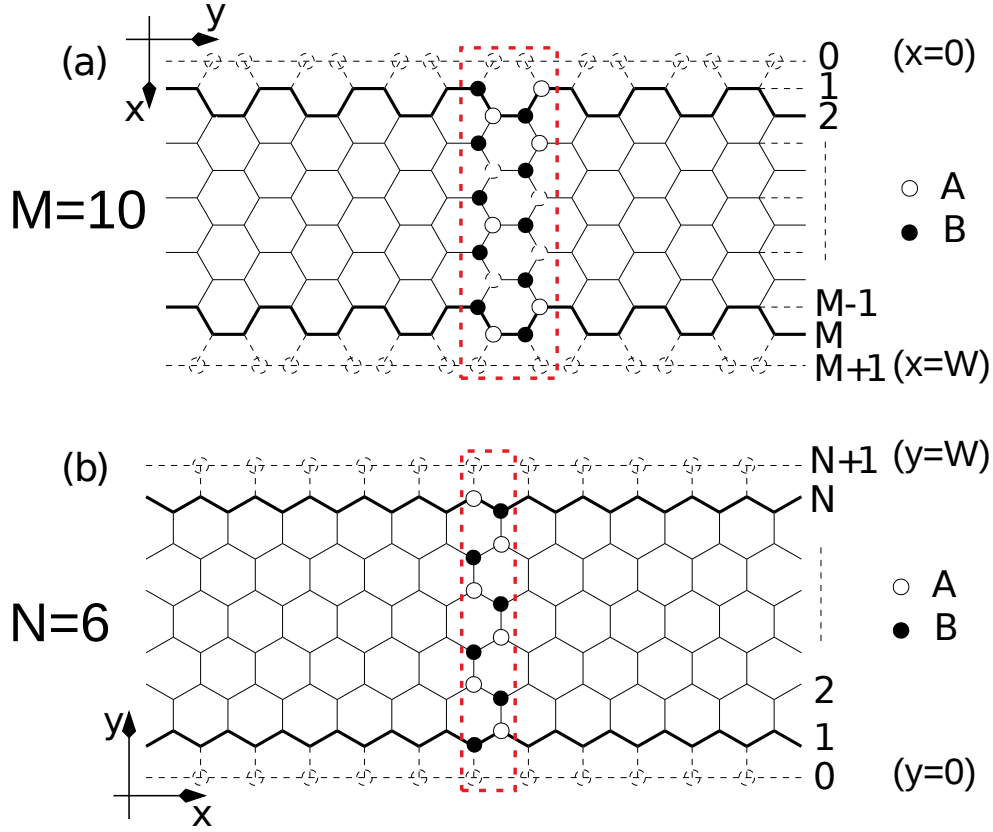 y
(a)
x
0 (x=0)
1
2
M=10
A
B
M-1
M
M+1 (x=W)
(b)
N+1 (y=W)
N
A
N=6
B
2
y
1
0 (y=0)
x